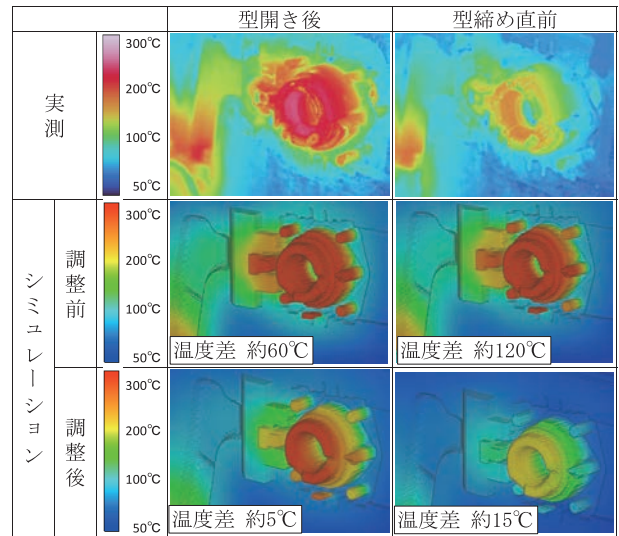 型開き後
型締め直前
実測
300℃
200℃
100℃
50℃
シミュレーション
調整前
300℃
200℃
100℃
50℃
温度差 約60℃
温度差 約120℃
調整後
300℃
200℃
100℃
50℃
温度差 約5℃
温度差 約15℃